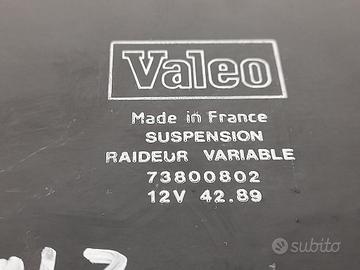 Valeo
Made in France
SUSPENSION
RAIDEUR VARIABLE
73800802
12V 42.89
subito